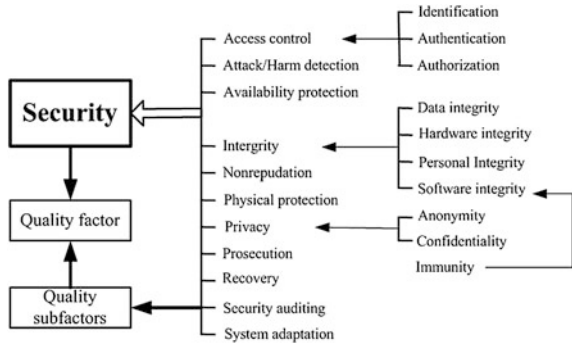 Security
Quality factor
Quality
subfactors
Access control
Attack/Harm detection
Availability protection
Intergrity
Nonrepudation
Physical protection
Privacy
Prosecution
Recovery
Security auditing
System adaptation
Identification
Authentication
Authorization
Data integrity
Hardware integrity
Personal Integrity
Software integrity
Anonymity
Confidentiality
Immunity